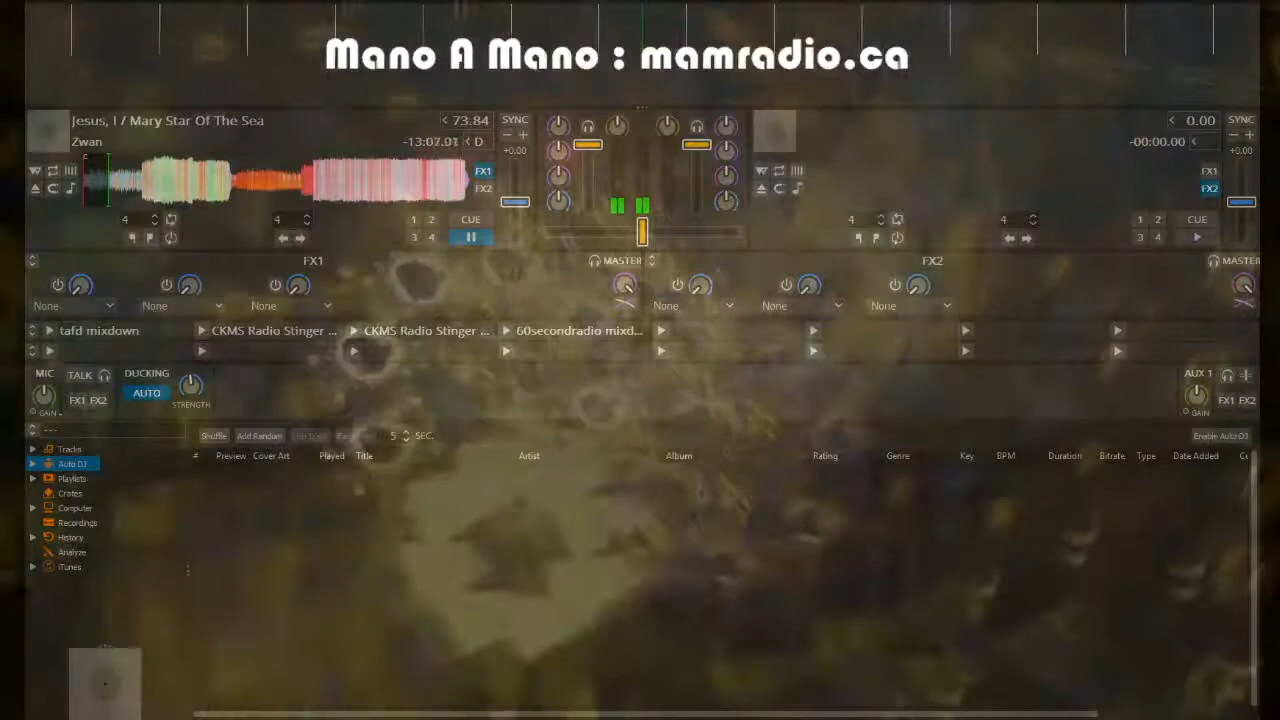 Mano A Mano : mamradio.ca
Jesus, I / Mary Star Of The Sea
73.84
SYNC
0.00
SYNC
Zwan
-13:07.01
D
+0.00
-00:00.00
+0.00
FX1
FX2
FX1
FX2
4
4
1 2
CUE
4
4
1 2
CUE
3 4
3 4
FX1
MASTER
FX2
MASTER
None
None
None
None
None
None
tafd mixdown
CKMS Radio Stinger ...
CKMS Radio Stinger ...
60secondradio mixd...
MIC
TALK
DUCKING
AUX 1
AUTO
FX1 FX2
STRENGTH
FX1 FX2
GAIN
GAIN
---
Shuffle
Add Random
5
SEC.
Enable Auto DJ
Tracks
# Preview Cover Art Played Title Artist Album Rating Genre Key BPM Duration Bitrate Type Date Added Cc
Auto DJ
Playlists
Crates
Computer
Recordings
History
Analyze
iTunes